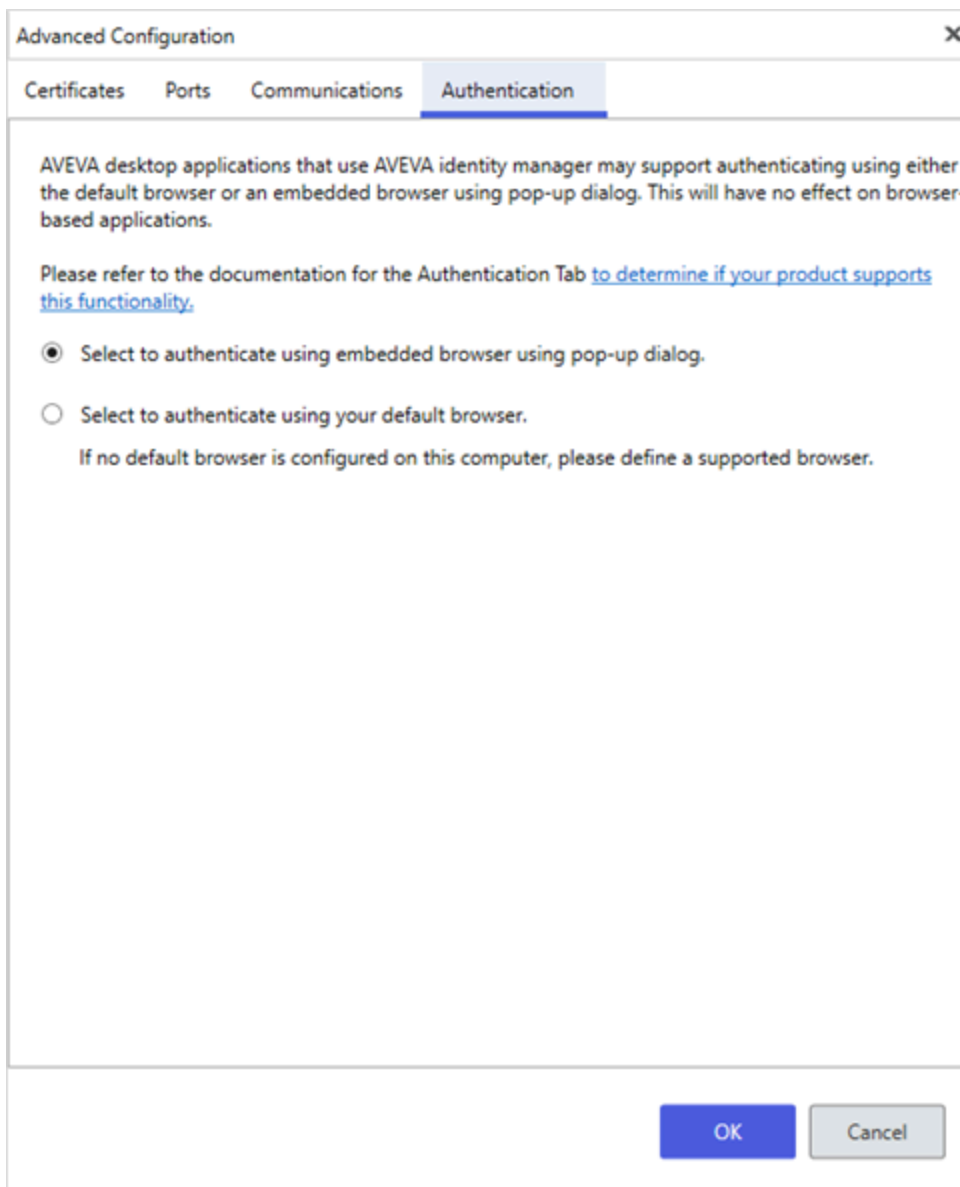 Advanced Configuration
Certificates Ports Communications Authentication
AVEVA desktop applications that use AVEVA identity manager may support authenticating using either
the default browser or an embedded browser using pop-up dialog. This will have no effect on browser-
based applications.
Please refer to the documentation for the Authentication Tab to determine if your product supports
this functionality.
Select to authenticate using embedded browser using pop-up dialog.
Select to authenticate using your default browser.
If no default browser is configured on this computer, please define a supported browser.
OK Cancel